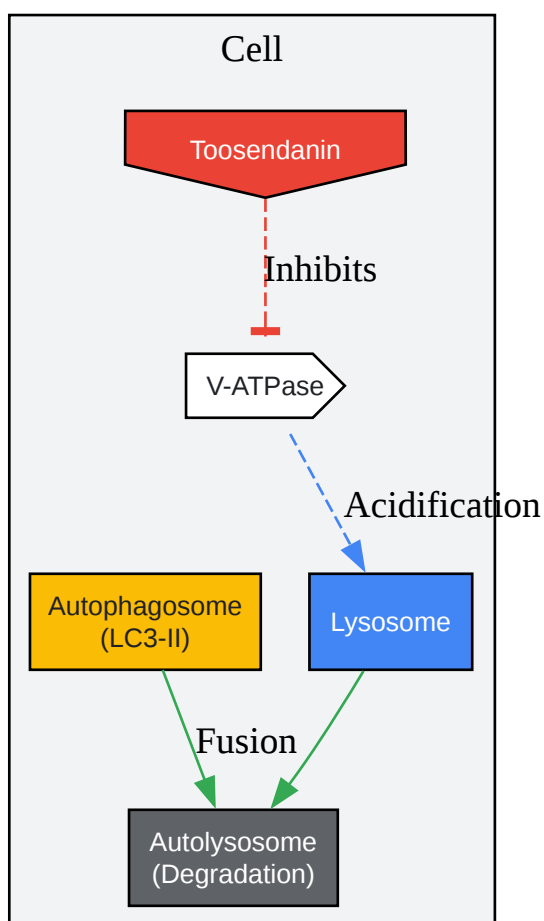 Cell
Toosendanin
Inhibits
V-ATPase
Acidification
Autophagosome
(LC3-II)
Lysosome
Fusion
Autolysosome
(Degradation)